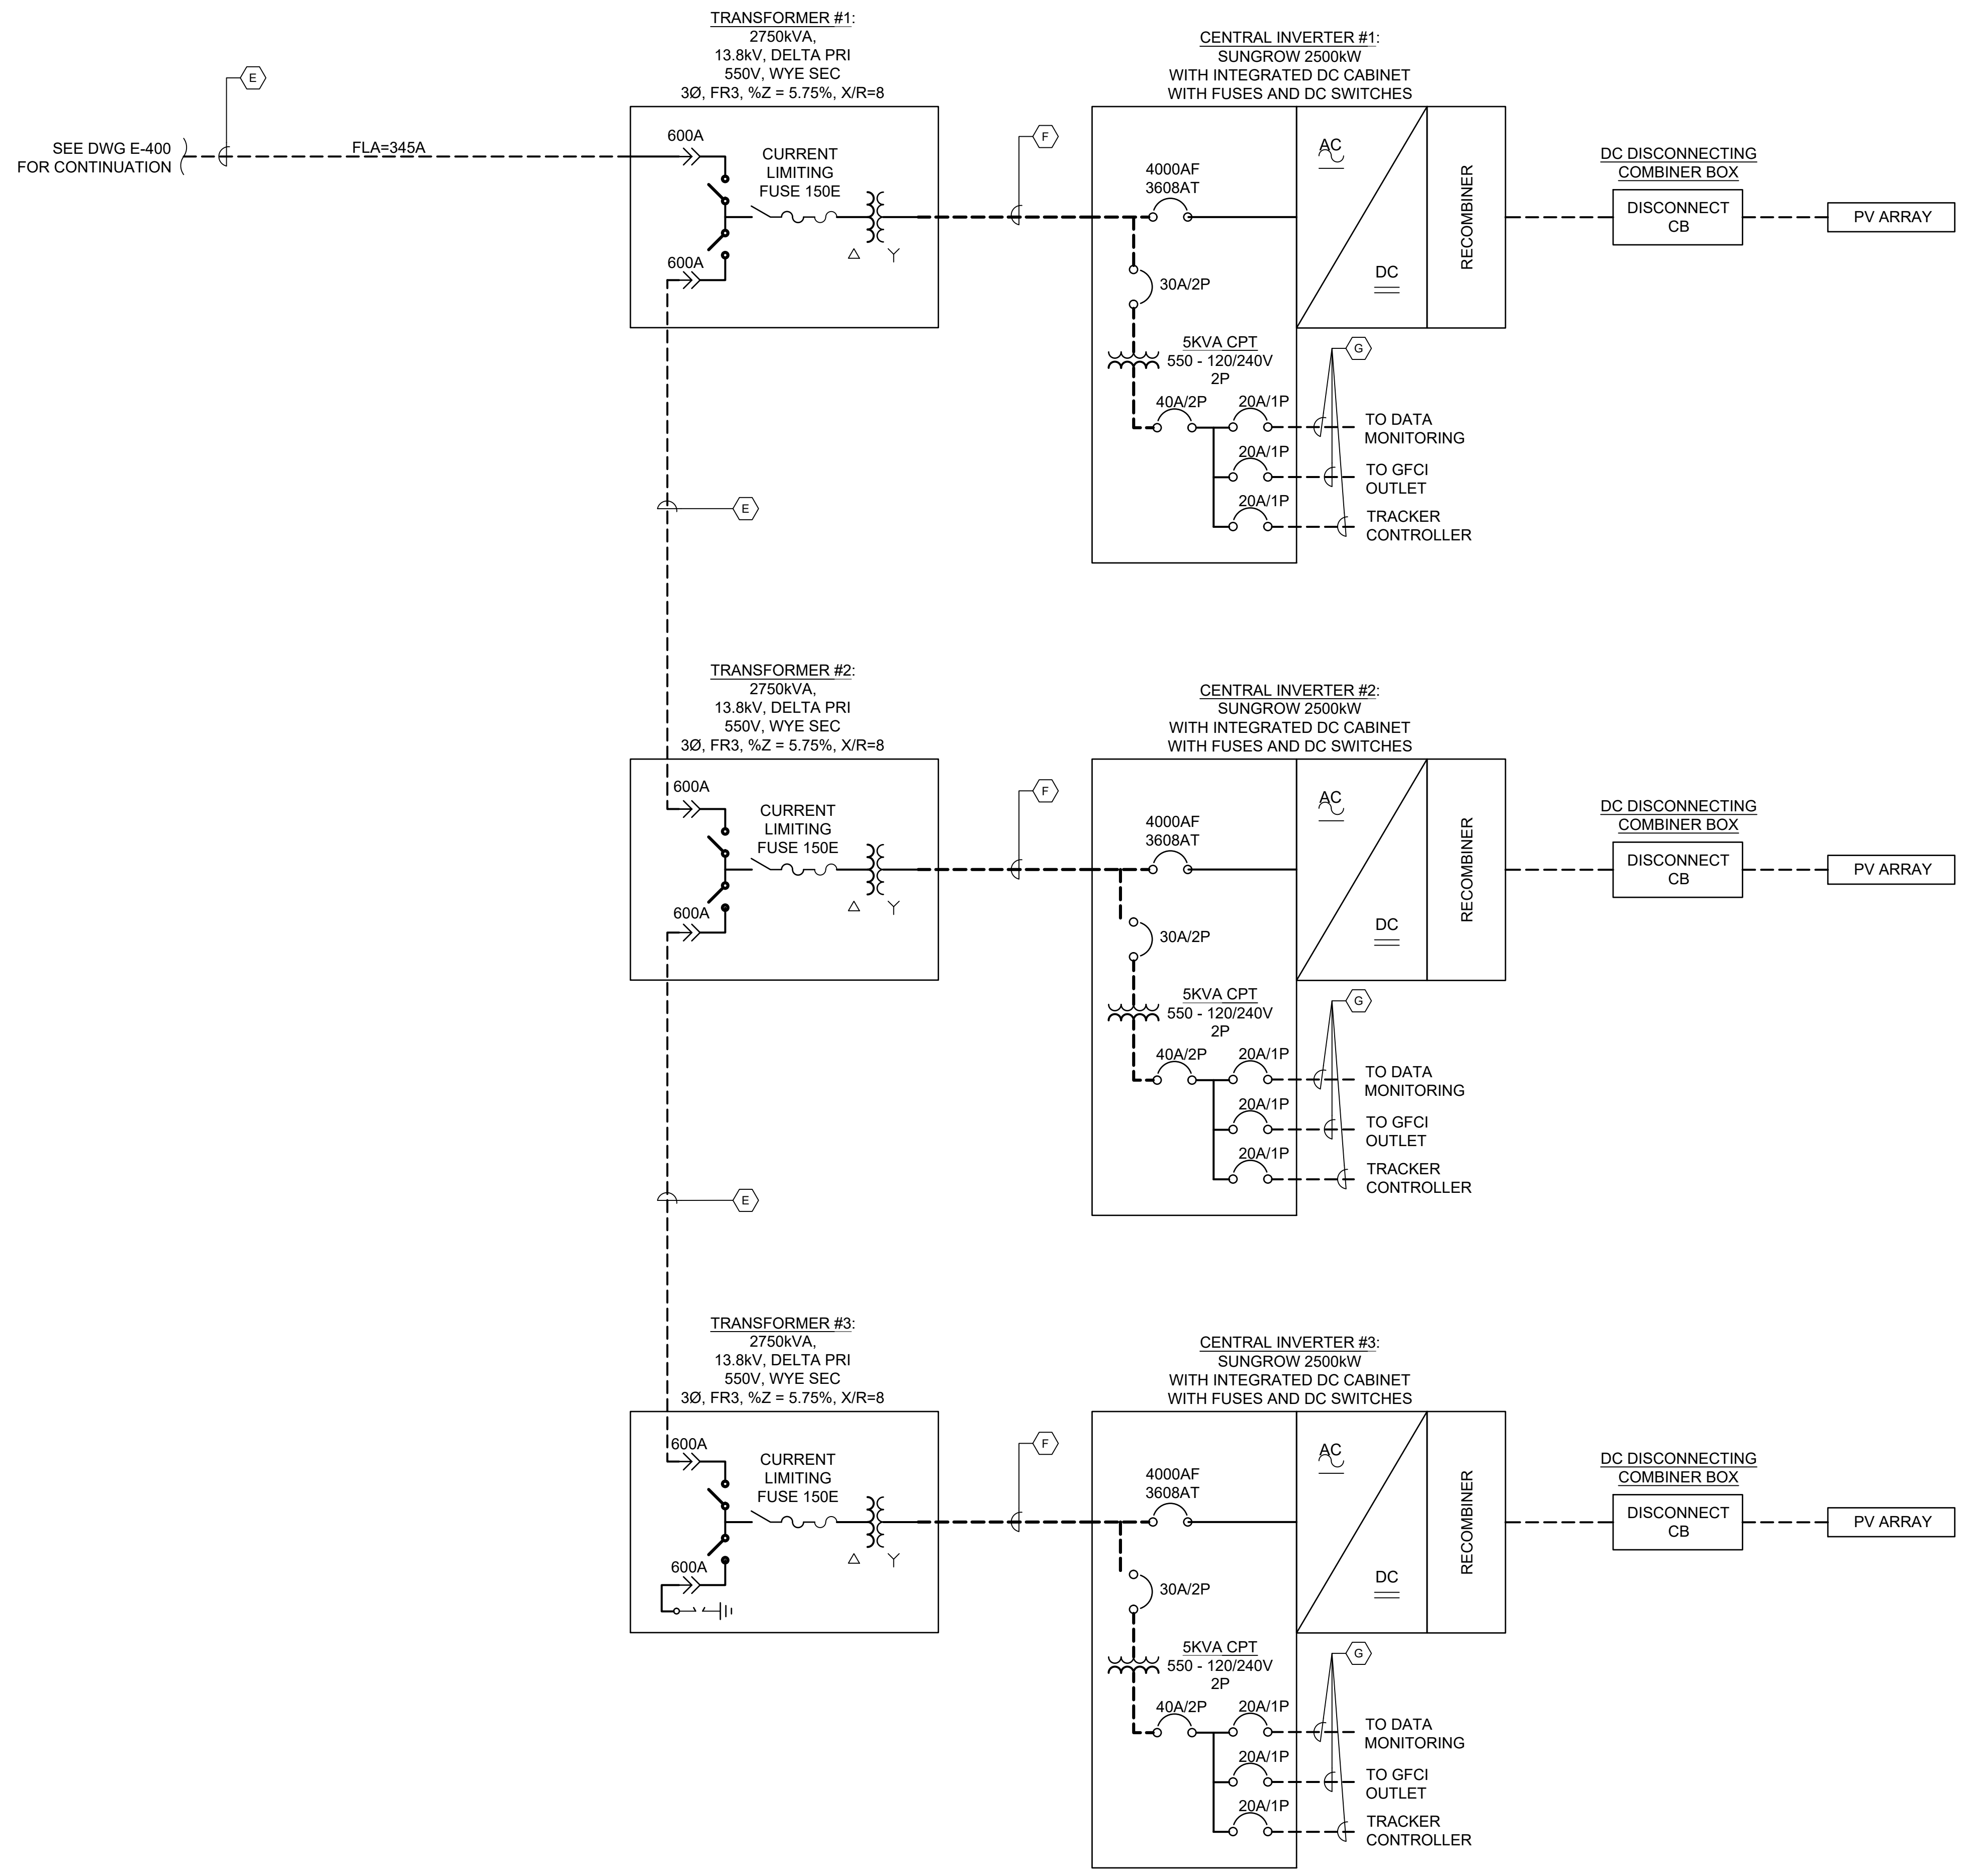 TRANSFORMER #1:
2750kVA,
13.8kV, DELTA PRI
550V, WYE SEC
3Ø, FR3, %Z = 5.75%, X/R=8
CENTRAL INVERTER #1:
SUNGROW 2500kW
WITH INTEGRATED DC CABINET
WITH FUSES AND DC SWITCHES
E
SEE DWG E-400
FOR CONTINUATION
FLA=345A
600A
CURRENT
LIMITING
FUSE 150E
600A
F
4000AF
3608AT
AC
DC
RECOMBINER
DC DISCONNECTING
COMBINER BOX
DISCONNECT
CB
PV ARRAY
30A/2P
5KVA CPT
550 - 120/240V
2P
G
40A/2P
20A/1P
TO DATA
MONITORING
20A/1P
TO GFCI
OUTLET
20A/1P
TRACKER
CONTROLLER
E
TRANSFORMER #2:
2750kVA,
13.8kV, DELTA PRI
550V, WYE SEC
3Ø, FR3, %Z = 5.75%, X/R=8
CENTRAL INVERTER #2:
SUNGROW 2500kW
WITH INTEGRATED DC CABINET
WITH FUSES AND DC SWITCHES
600A
CURRENT
LIMITING
FUSE 150E
600A
F
4000AF
3608AT
AC
DC
RECOMBINER
DC DISCONNECTING
COMBINER BOX
DISCONNECT
CB
PV ARRAY
30A/2P
5KVA CPT
550 - 120/240V
2P
G
40A/2P
20A/1P
TO DATA
MONITORING
20A/1P
TO GFCI
OUTLET
20A/1P
TRACKER
CONTROLLER
E
TRANSFORMER #3:
2750kVA,
13.8kV, DELTA PRI
550V, WYE SEC
3Ø, FR3, %Z = 5.75%, X/R=8
CENTRAL INVERTER #3:
SUNGROW 2500kW
WITH INTEGRATED DC CABINET
WITH FUSES AND DC SWITCHES
600A
CURRENT
LIMITING
FUSE 150E
600A
F
4000AF
3608AT
AC
DC
RECOMBINER
DC DISCONNECTING
COMBINER BOX
DISCONNECT
CB
PV ARRAY
30A/2P
5KVA CPT
550 - 120/240V
2P
G
40A/2P
20A/1P
TO DATA
MONITORING
20A/1P
TO GFCI
OUTLET
20A/1P
TRACKER
CONTROLLER